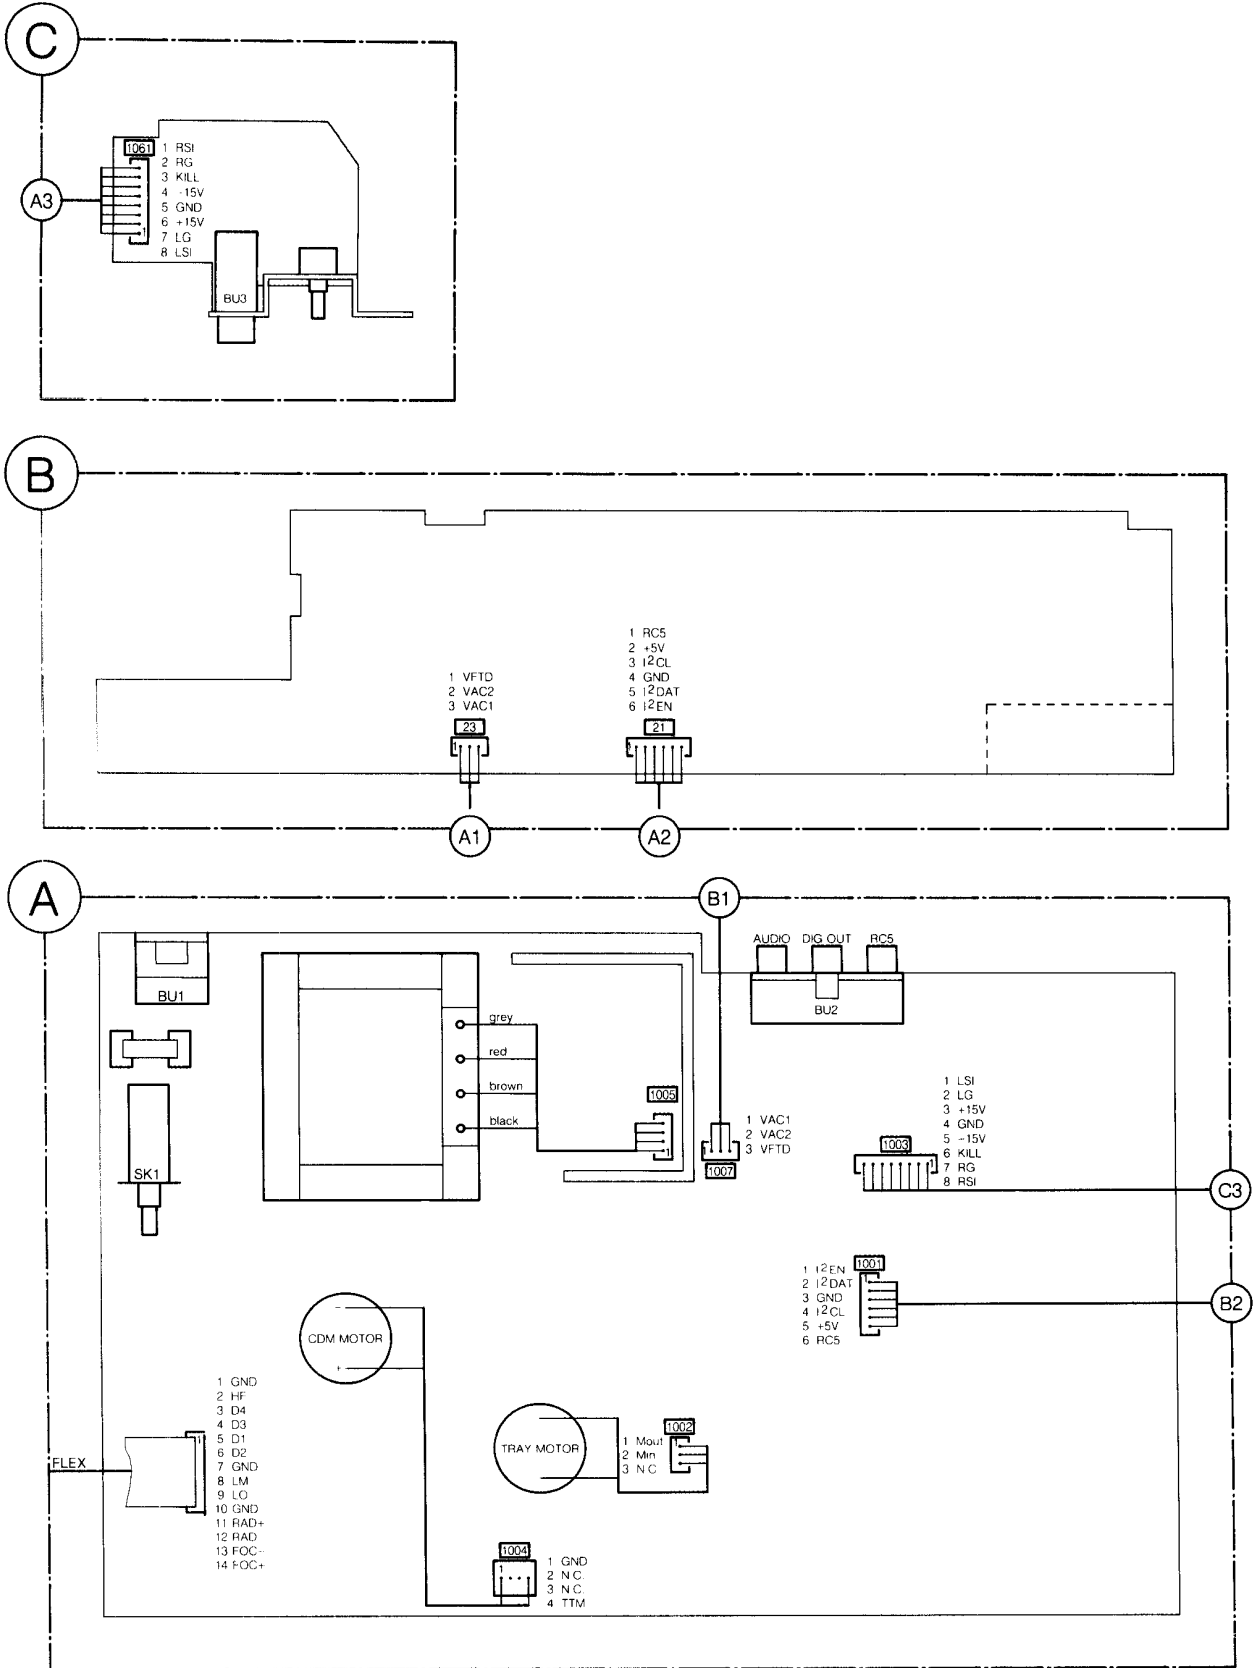 C
1061
1 RSI
2 RG
3 KILL
4 -15V
5 GND
6 +15V
7 LG
8 LSI
1
A3
BU3
B
1 RC5
2 +5V
3 I²CL
4 GND
5 I²DAT
6 I²EN
1 VFTD
2 VAC2
3 VAC1
23
21
1
1
A1
A2
A
B1
AUDIO DIG OUT RC5
BU1
BU2
grey
red
brown
black
1005
1
1 VAC1
2 VAC2
3 VFTD
1
1007
1 LSI
2 LG
3 +15V
4 GND
5 -15V
6 KILL
7 RG
8 RSI
1003
1
C3
SK1
1001
1 I²EN
2 I²DAT
3 GND
4 I²CL
5 +5V
6 RC5
1
B2
-
CDM MOTOR
+
1 GND
2 HF
3 D4
4 D3
5 D1
6 D2
7 GND
8 LM
9 LO
10 GND
11 RAD+
12 RAD
13 FOC-
14 FOC+
1
FLEX
TRAY MOTOR
1002
1 Mout
2 Min
3 NC
1
1004
1
1 GND
2 N.C.
3 N.C.
4 TTM